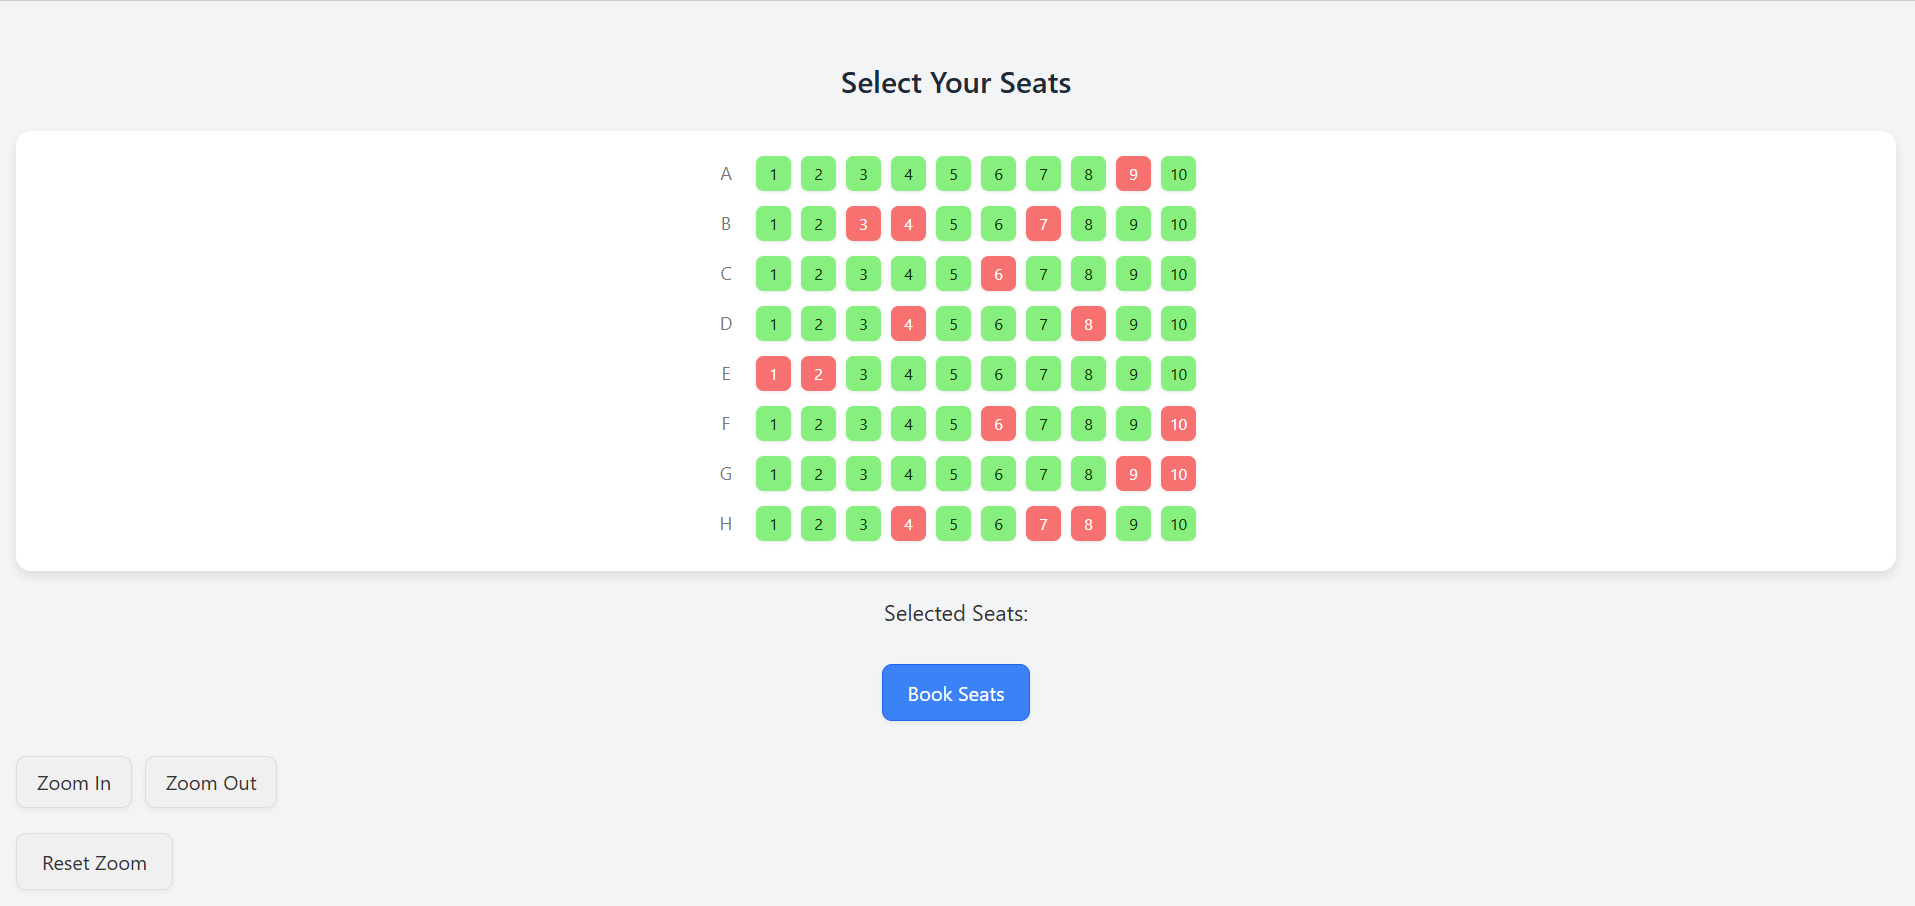 Select Your Seats
A 1 2 3 4 5 6 7 8 9 10
B 1 2 3 4 5 6 7 8 9 10
C 1 2 3 4 5 6 7 8 9 10
D 1 2 3 4 5 6 7 8 9 10
E 1 2 3 4 5 6 7 8 9 10
F 1 2 3 4 5 6 7 8 9 10
G 1 2 3 4 5 6 7 8 9 10
H 1 2 3 4 5 6 7 8 9 10
Selected Seats:
Book Seats
Zoom In Zoom Out
Reset Zoom